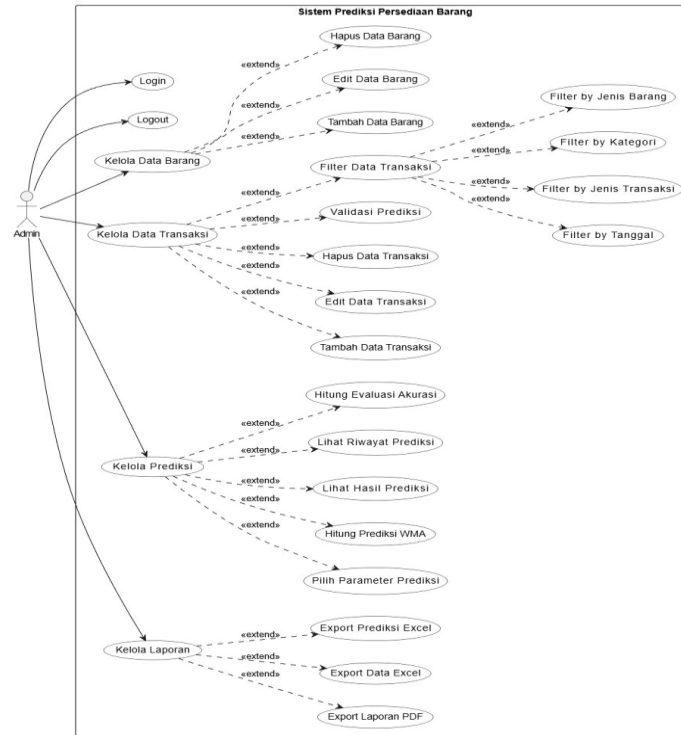 Sistem Prediksi Persediaan Barang
Hapus Data Barang
«extend»
Edit Data Barang
«extend»
Login
Filter by Jenis Barang
Logout
Tambah Data Barang
«extend»
«extend»
Filter by Kategori
Kelola Data Barang
Filter Data Transaksi
«extend»
«extend»
Filter by Jenis Transaksi
«extend»
Validasi Prediksi
«extend»
«extend»
Admin
Kelola Data Transaksi
Filter by Tanggal
«extend»
Hapus Data Transaksi
«extend»
Edit Data Transaksi
«extend»
Tambah Data Transaksi
Hitung Evaluasi Akurasi
«extend»
Lihat Riwayat Prediksi
«extend»
Kelola Prediksi
«extend»
Lihat Hasil Prediksi
«extend»
«extend»
Hitung Prediksi WMA
Pilih Parameter Prediksi
Export Prediksi Excel
«extend»
Kelola Laporan
«extend»
Export Data Excel
«extend»
Export Laporan PDF